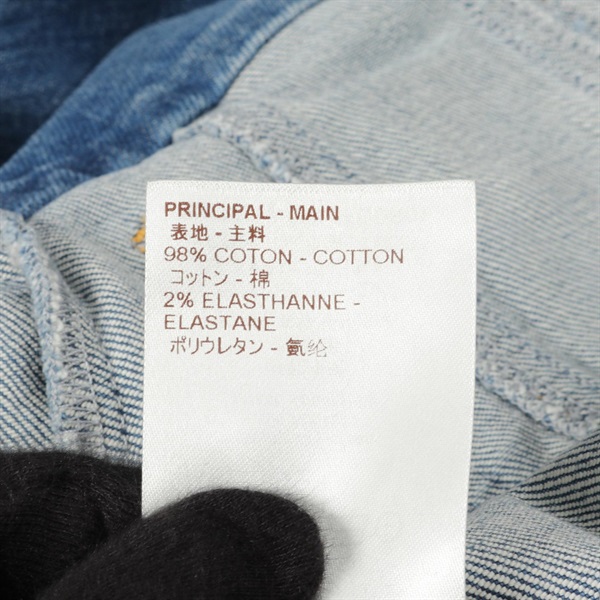 PRINCIPAL - MAIN
表地 - 主料
98% COTON - COTTON
コットン - 棉
2% ELASTHANNE -
ELASTANE
ポリウレタン - 氨纶